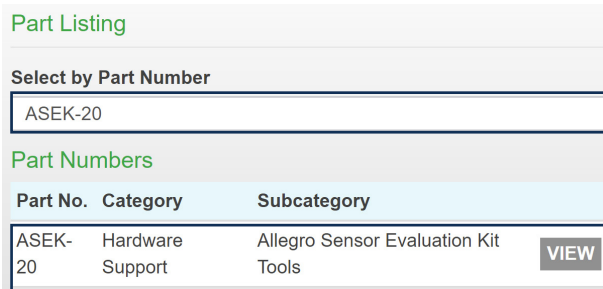 Part Listing
Select by Part Number
ASEK-20
Part Numbers
Part No. Category Subcategory
ASEK- Hardware Allegro Sensor Evaluation Kit VIEW
20 Support Tools